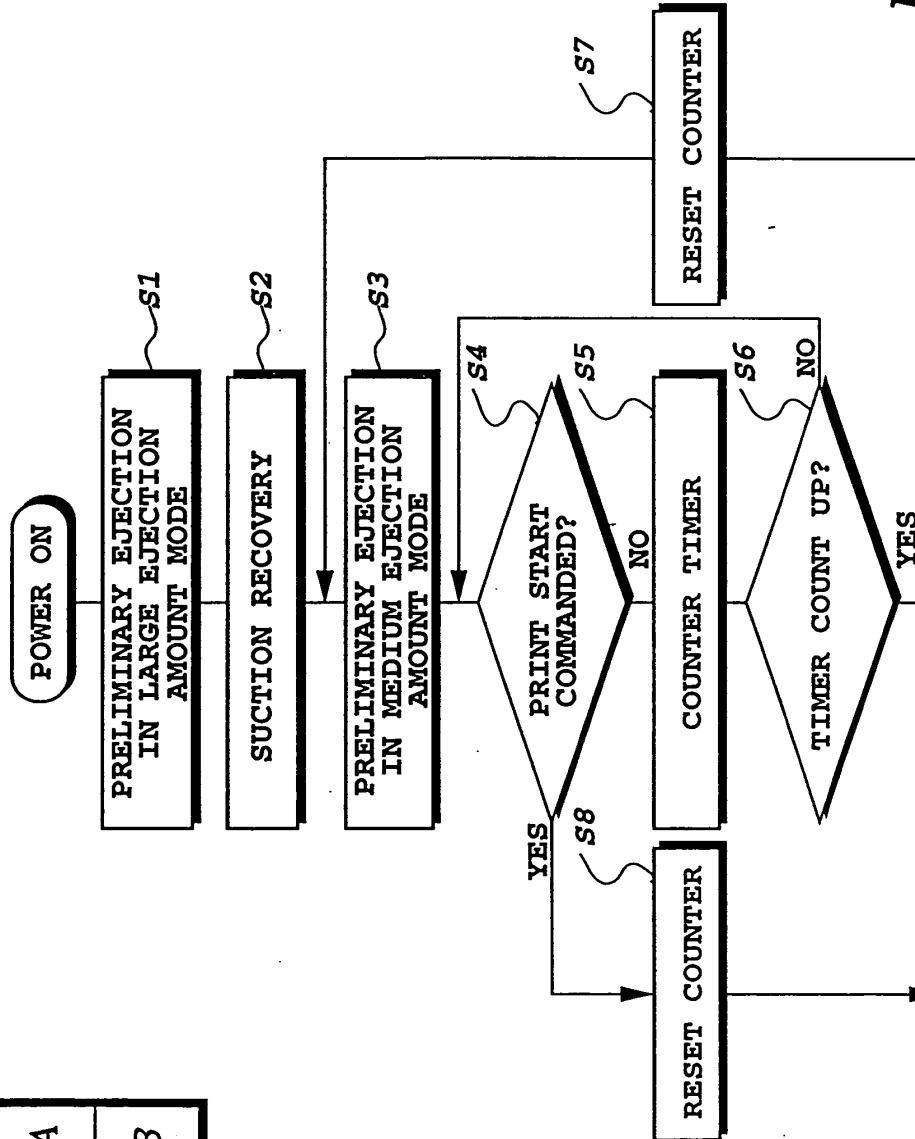 POWER ON
PRELIMINARY EJECTION
IN LARGE EJECTION
AMOUNT MODE
S1
SUCTION RECOVERY
S2
PRELIMINARY EJECTION
IN MEDIUM EJECTION
AMOUNT MODE
S3
PRINT START
COMMANDED?
S4
YES
NO
COUNTER TIMER
S5
TIMER COUNT UP?
S6
NO
YES
RESET COUNTER
S7
RESET COUNTER
S8
A
B